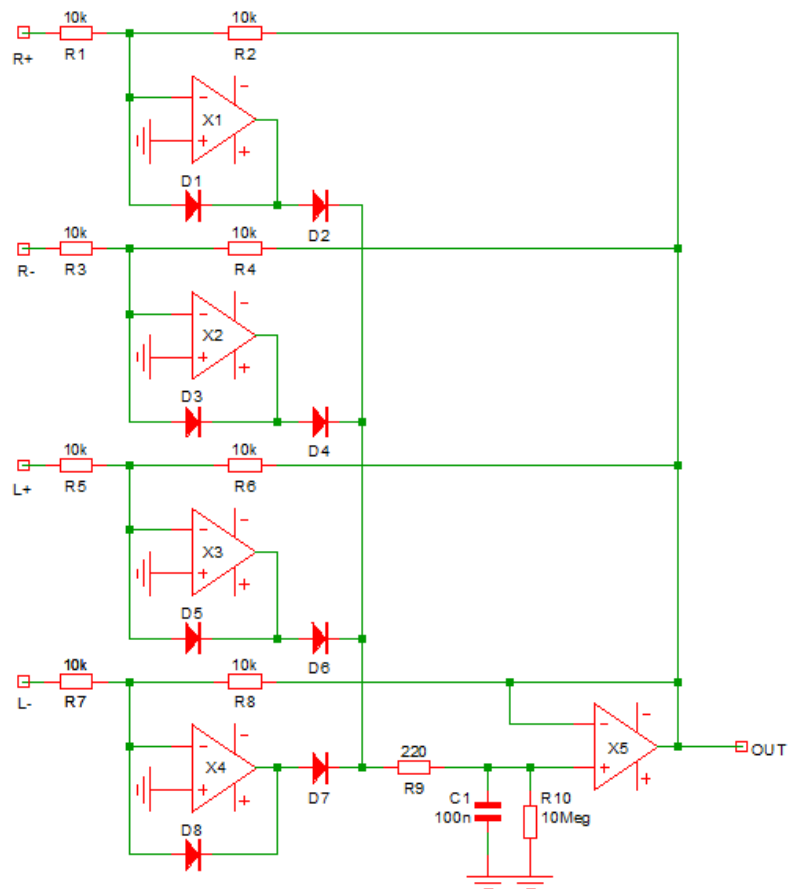 10k 10k
R+ R1 R2
- -
X1
+ +
D1
D2
10k 10k
R- R3 R4
- -
X2
+ +
D3
D4
10k 10k
L+ R5 R6
- -
X3
+ +
D5
D6
10k 10k
L- R7 R8
- -
X4
+ +
D7
D8
220
R9
C1
100n
R10
10Meg
- -
X5
+ +
OUT